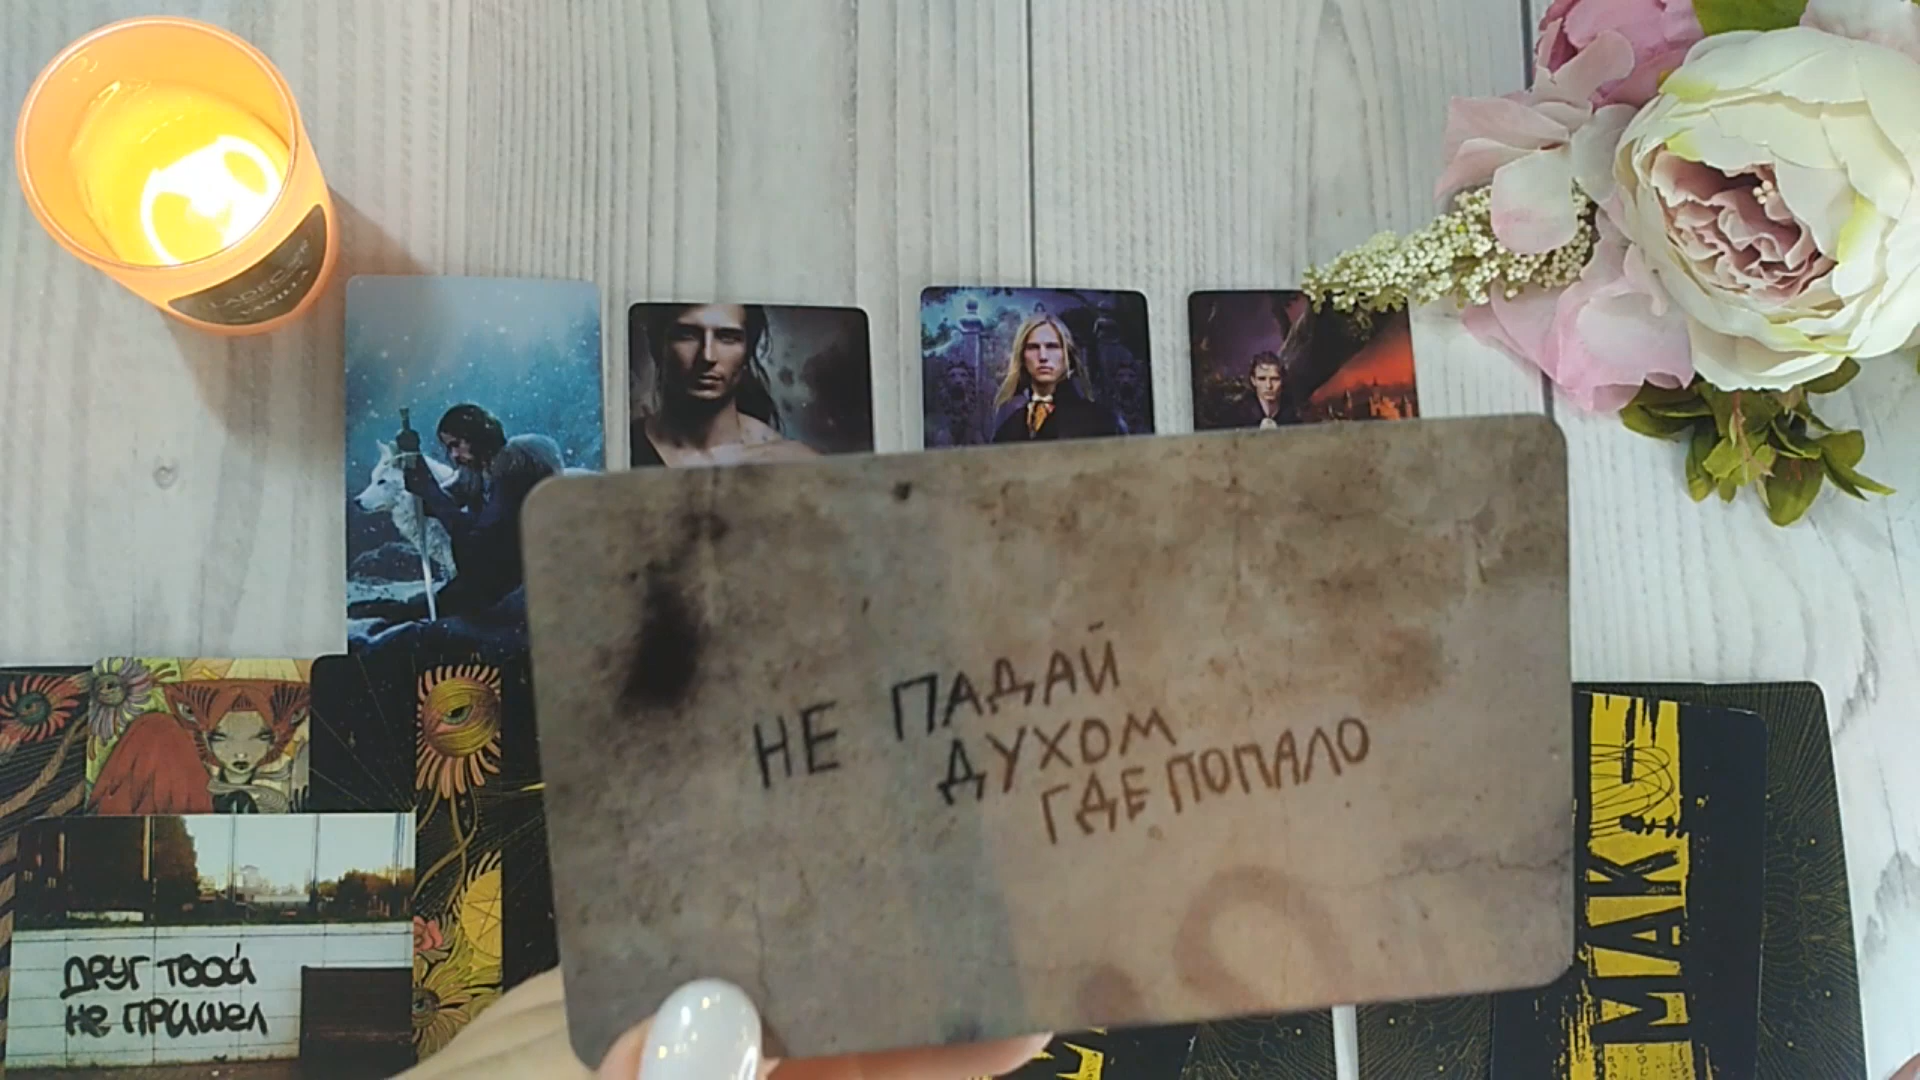 НЕ ПАДАЙ
ДУХОМ
ГДЕ ПОПАЛО
ДРУГ ТВОЙ
НЕ ПРИШЕЛ
МАК